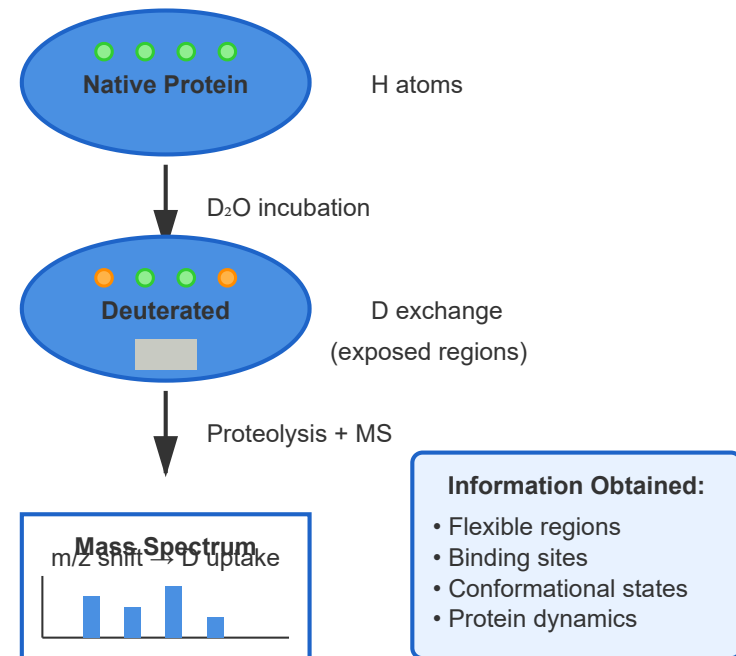 Native Protein
H atoms
D₂O incubation
Deuterated
D exchange
(exposed regions)
Proteolysis + MS
Mass Spectrum
m/z shift → D uptake
Information Obtained:
• Flexible regions
• Binding sites
• Conformational states
• Protein dynamics